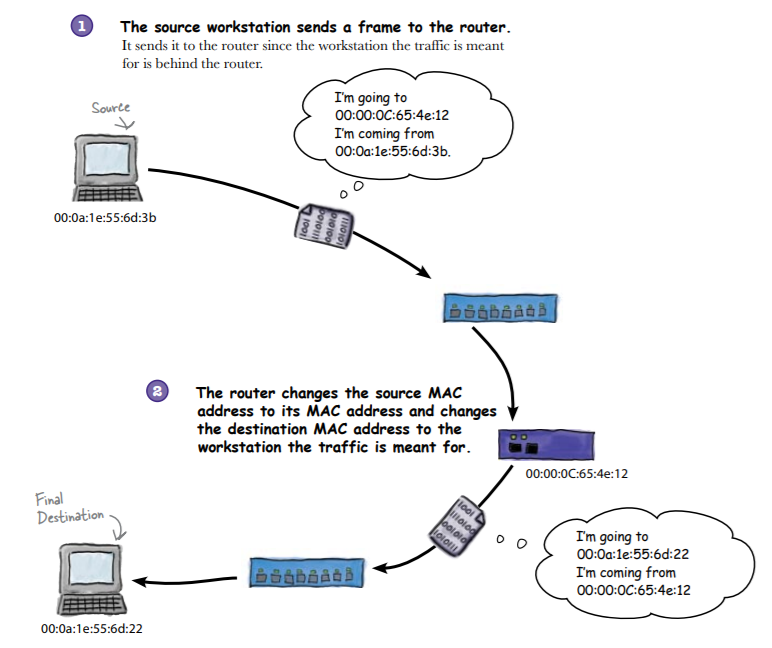 1
The source workstation sends a frame to the router.
It sends it to the router since the workstation the traffic is meant
for is behind the router.
Source
I'm going to
00:00:0C:65:4e:12
I'm coming from
00:0a:1e:55:6d:3b.
00:0a:1e:55:6d:3b
1001
111010
001010
101011
2
The router changes the source MAC
address to its MAC address and changes
the destination MAC address to the
workstation the traffic is meant for.
00:00:0C:65:4e:12
1001
111010
001010
101011
Final
Destination
I'm going to
00:0a:1e:55:6d:22
I'm coming from
00:00:0C:65:4e:12
00:0a:1e:55:6d:22